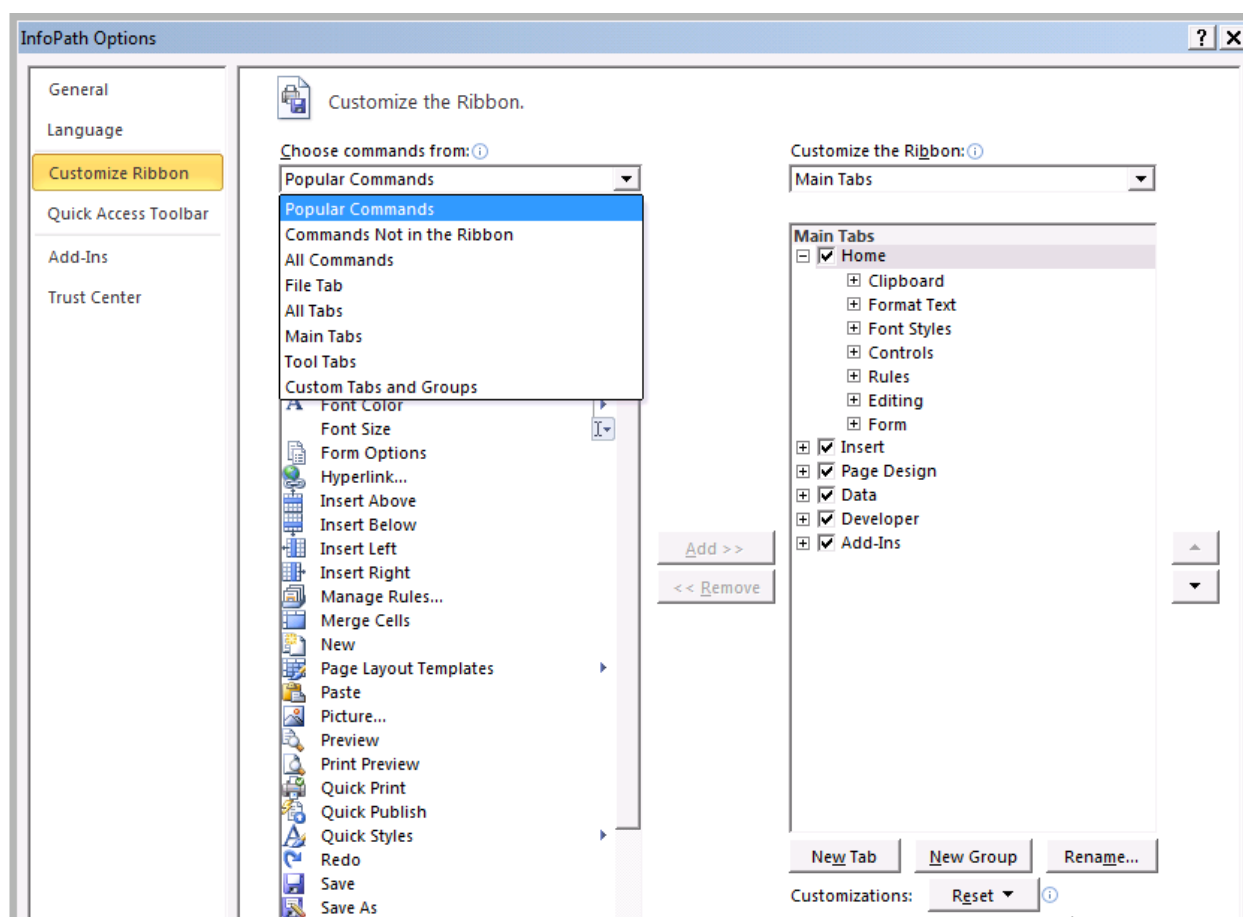 InfoPath Options
?
General
Language
Customize Ribbon
Quick Access Toolbar
Add-Ins
Trust Center
Customize the Ribbon.
Choose commands from:
Popular Commands
Popular Commands
Commands Not in the Ribbon
All Commands
File Tab
All Tabs
Main Tabs
Tool Tabs
Custom Tabs and Groups
Font Color
Font Size
Form Options
Hyperlink...
Insert Above
Insert Below
Insert Left
Insert Right
Manage Rules...
Merge Cells
New
Page Layout Templates
Paste
Picture...
Preview
Print Preview
Quick Print
Quick Publish
Quick Styles
Redo
Save
Save As
Add >>
<< Remove
Customize the Ribbon:
Main Tabs
Main Tabs
Home
Clipboard
Format Text
Font Styles
Controls
Rules
Editing
Form
Insert
Page Design
Data
Developer
Add-Ins
New Tab
New Group
Rename...
Customizations:
Reset